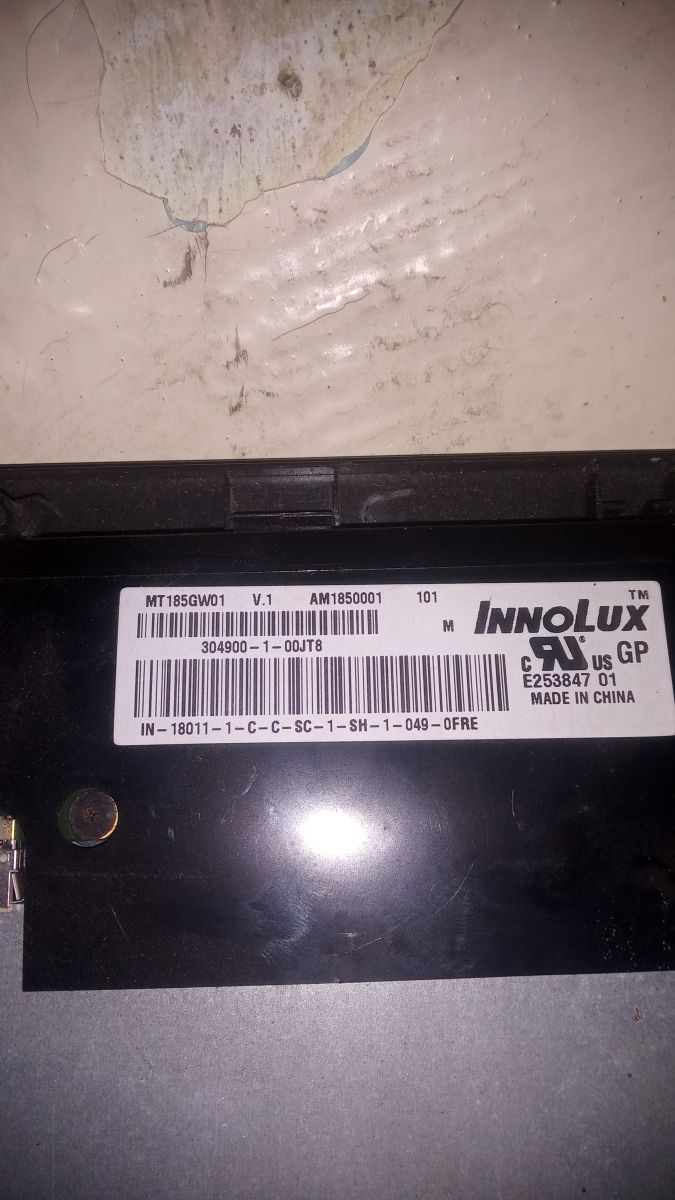 MT185GW01 V.1 AM1850001 101
M INNOLUX TM
304900-1-00JT8
C RU ® US GP
E253847 01
MADE IN CHINA
IN-18011-1-C-C-SC-1-SH-1-049-0FRE